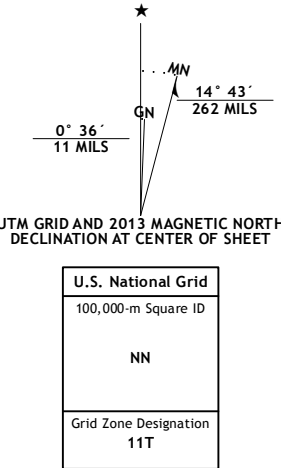 ★
MN
14° 43´
262 MILS
GN
0° 36´
11 MILS
UTM GRID AND 2013 MAGNETIC NORTH
DECLINATION AT CENTER OF SHEET
U.S. National Grid
100,000-m Square ID
NN
Grid Zone Designation
11T